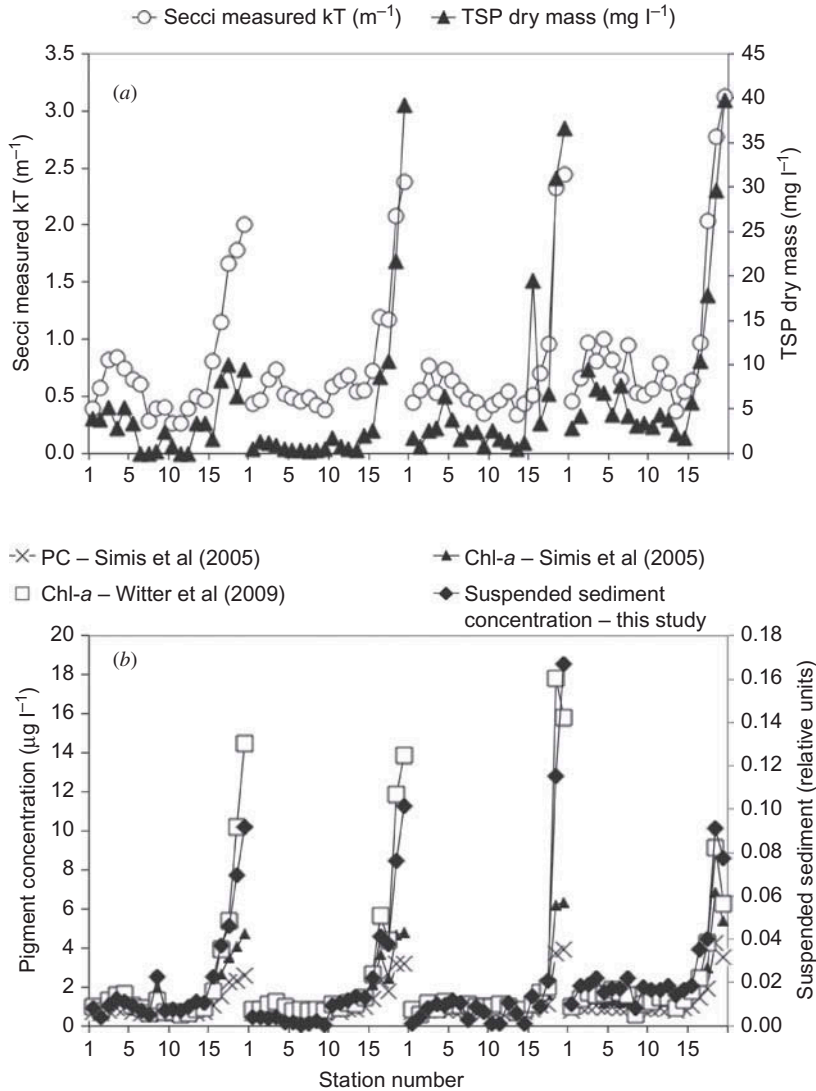 Secci measured kT (m⁻¹)
TSP dry mass (mg l⁻¹)
3.5
3.0
2.5
2.0
1.5
1.0
0.5
0.0
Secci measured kT (m⁻¹)
(a)
45
40
35
30
25
20
15
10
5
0
TSP dry mass (mg l⁻¹)
1 5 10 15 1 5 10 15 1 5 10 15 1 5 10 15
PC – Simis et al (2005)
Chl-a – Simis et al (2005)
Chl-a – Witter et al (2009)
Suspended sediment
concentration – this study
20
18
16
14
12
10
8
6
4
2
0
Pigment concentration (µg l⁻¹)
(b)
0.18
0.16
0.14
0.12
0.10
0.08
0.06
0.04
0.02
0.00
Suspended sediment (relative units)
1 5 10 15 1 5 10 15 1 5 10 15 1 5 10 15
Station number